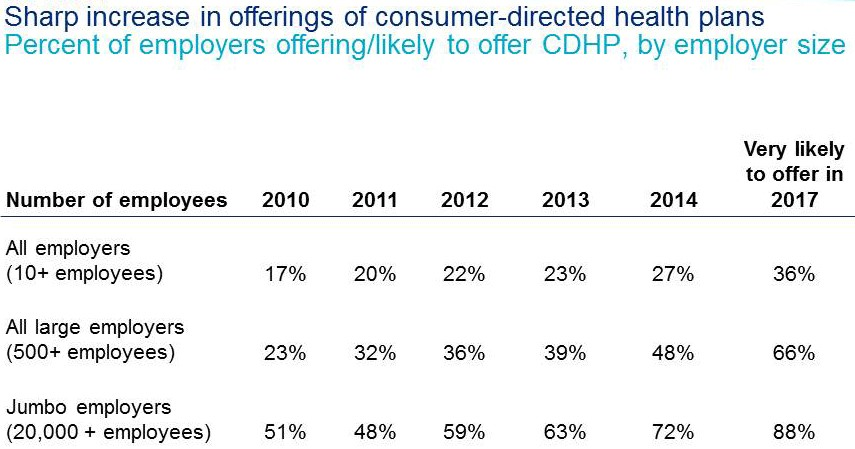 Sharp increase in offerings of consumer-directed health plans
Percent of employers offering/likely to offer CDHP, by employer size
Very likely
to offer in
Number of employees 2010 2011 2012 2013 2014 2017
All employers
(10+ employees) 17% 20% 22% 23% 27% 36%
All large employers
(500+ employees) 23% 32% 36% 39% 48% 66%
Jumbo employers
(20,000 + employees) 51% 48% 59% 63% 72% 88%